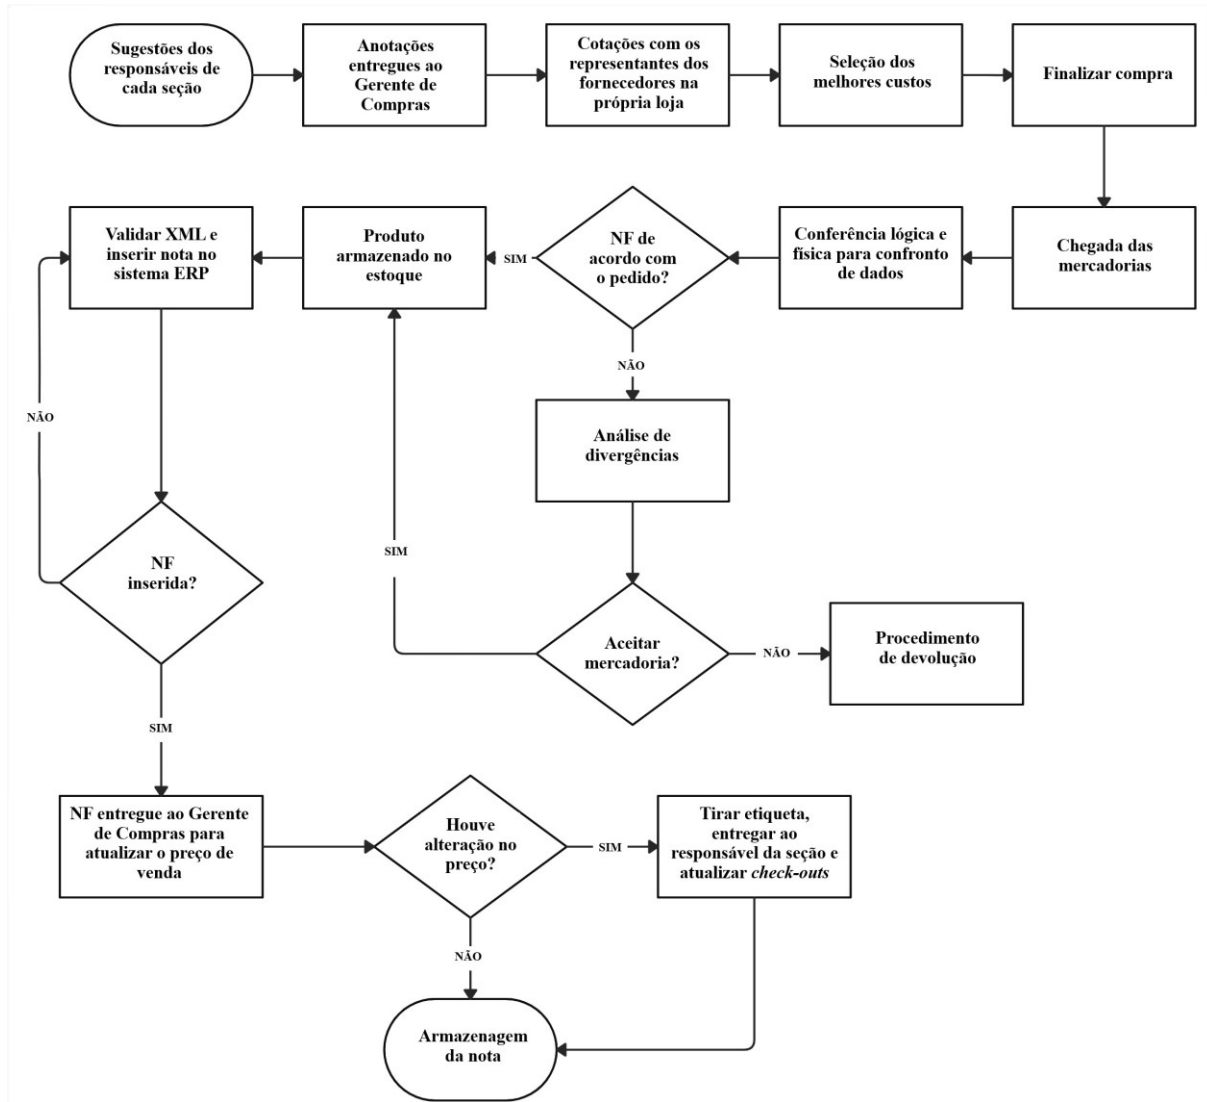 Sugestões dos
responsáveis de
cada seção
Anotações
entregues ao
Gerente de
Compras
Cotações com os
representantes dos
fornecedores na
própria loja
Seleção dos
melhores custos
Finalizar compra
Chegada das
mercadorias
Conferência lógica e
física para confronto
de dados
NF de
acordo com
o pedido?
SIM
Produto
armazenado no
estoque
Validar XML e
inserir nota no
sistema ERP
NÃO
Análise de
divergências
NÃO
SIM
NF
inserida?
Aceitar
mercadoria?
NÃO
Procedimento
de devolução
SIM
NF entregue ao Gerente
de Compras para
atualizar o preço de
venda
Houve
alteração no
preço?
SIM
Tirar etiqueta,
entregar ao
responsável da seção e
atualizar check-outs
NÃO
Armazenagem
da nota